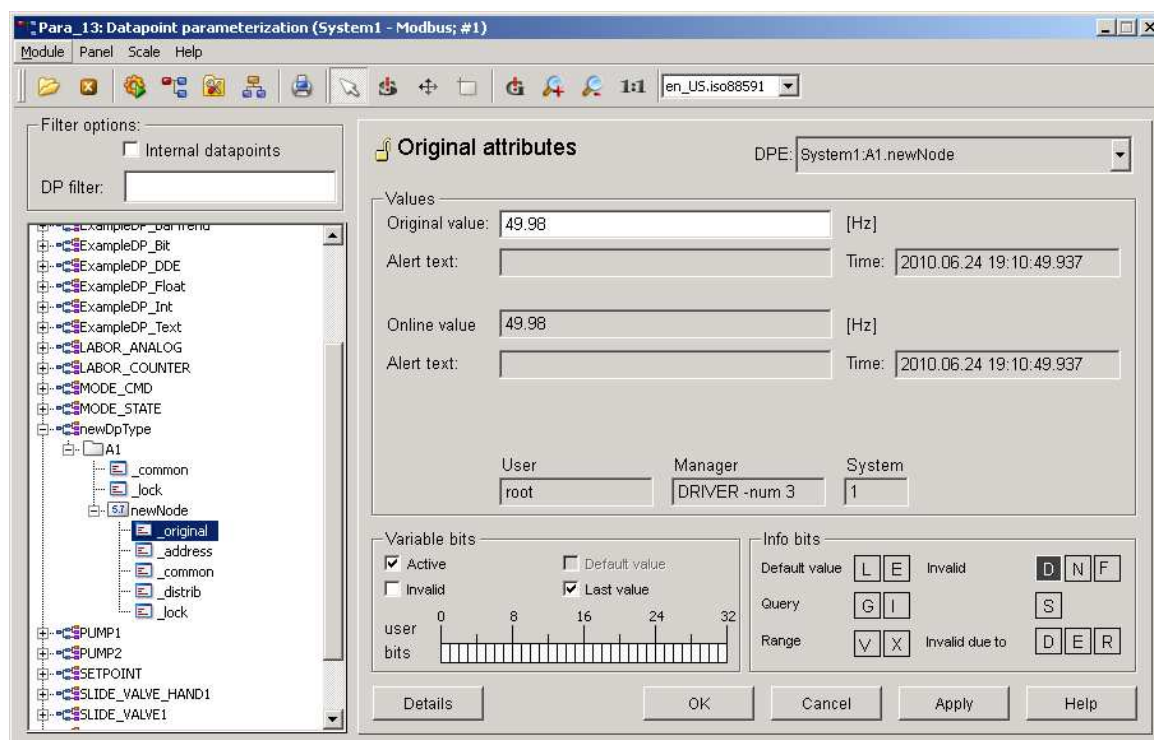 Para_13: Datapoint parameterization (System1 - Modbus; #1)
Module Panel Scale Help
1:1 en_US.iso88591
Filter options:
Internal datapoints
DP filter:
ExampleDP_BarTrend
ExampleDP_Bit
ExampleDP_DDE
ExampleDP_Float
ExampleDP_Int
ExampleDP_Text
LABOR_ANALOG
LABOR_COUNTER
MODE_CMD
MODE_STATE
newDpType
A1
_common
_lock
5.7 newNode
_original
_address
_common
_distrib
_lock
PUMP1
PUMP2
SETPOINT
SLIDE_VALVE_HAND1
SLIDE_VALVE1
Original attributes
DPE: System1:A1.newNode
Values
Original value: 49.98 [Hz]
Alert text: Time: 2010.06.24 19:10:49.937
Online value 49.98 [Hz]
Alert text: Time: 2010.06.24 19:10:49.937
User Manager System
root DRIVER -num 3 1
Variable bits
Active Default value
Invalid Last value
0 8 16 24 32
user
bits
Info bits
Default value L E Invalid D N F
Query G I S
Range V X Invalid due to D E R
Details OK Cancel Apply Help